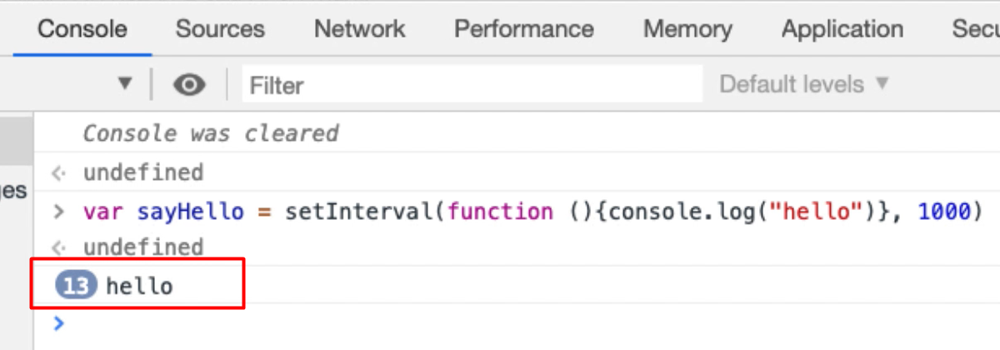 Console Sources Network Performance Memory Application Secu
▼ Filter Default levels ▼
Console was cleared
<· undefined
ges
> var sayHello = setInterval(function (){console.log("hello")}, 1000)
<· undefined
13 hello
>